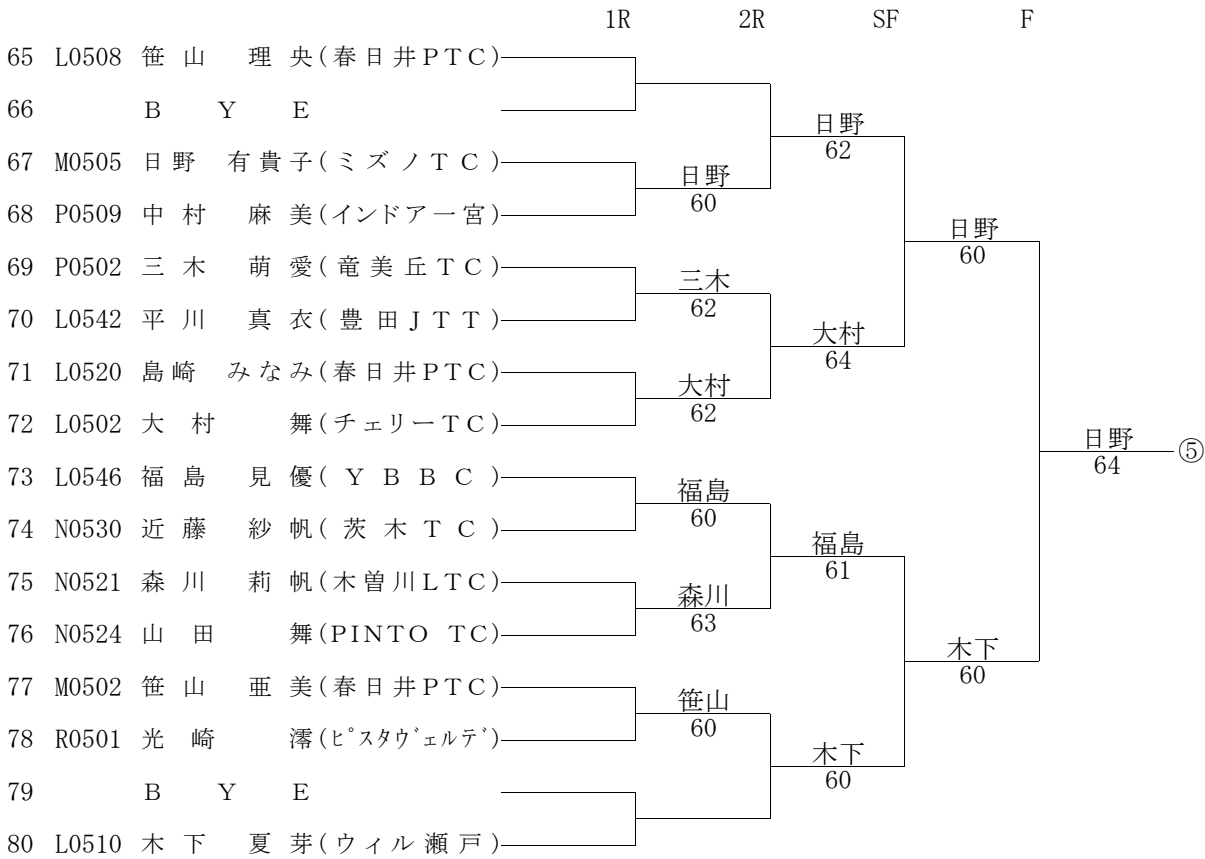 1R 2R SF F
65 L0508 笹山 理央(春日井PTC)
66 BYE
日野
62
67 M0505 日野 有貴子(ミズノTC)
日野
60
68 P0509 中村 麻美(インドアー宮)
日野
60
69 P0502 三木 萌愛(竜美丘TC)
三木
62
70 L0542 平川 真衣(豊田JTT)
大村
64
71 L0520 島崎 みなみ(春日井PTC)
大村
62
72 L0502 大村 舞(チェリーTC)
日野
64
⑤
73 L0546 福島 見優(YBBC)
福島
60
74 N0530 近藤 紗帆(茨木TC)
福島
61
75 N0521 森川 莉帆(木曽川LTC)
森川
63
76 N0524 山田 舞(PINTO TC)
木下
60
77 M0502 笹山 亜美(春日井PTC)
笹山
60
78 R0501 光崎 澪(ピスタヴェルデ)
木下
60
79 BYE
80 L0510 木下 夏芽(ウィル瀬戸)